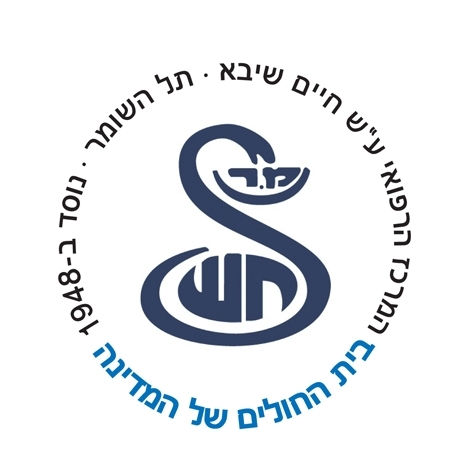 המרכז הרפואי ע"ש חיים שיבא · תל השומר · נוסד ב-1948
בית החולים של המדינה
מ.ר
חש